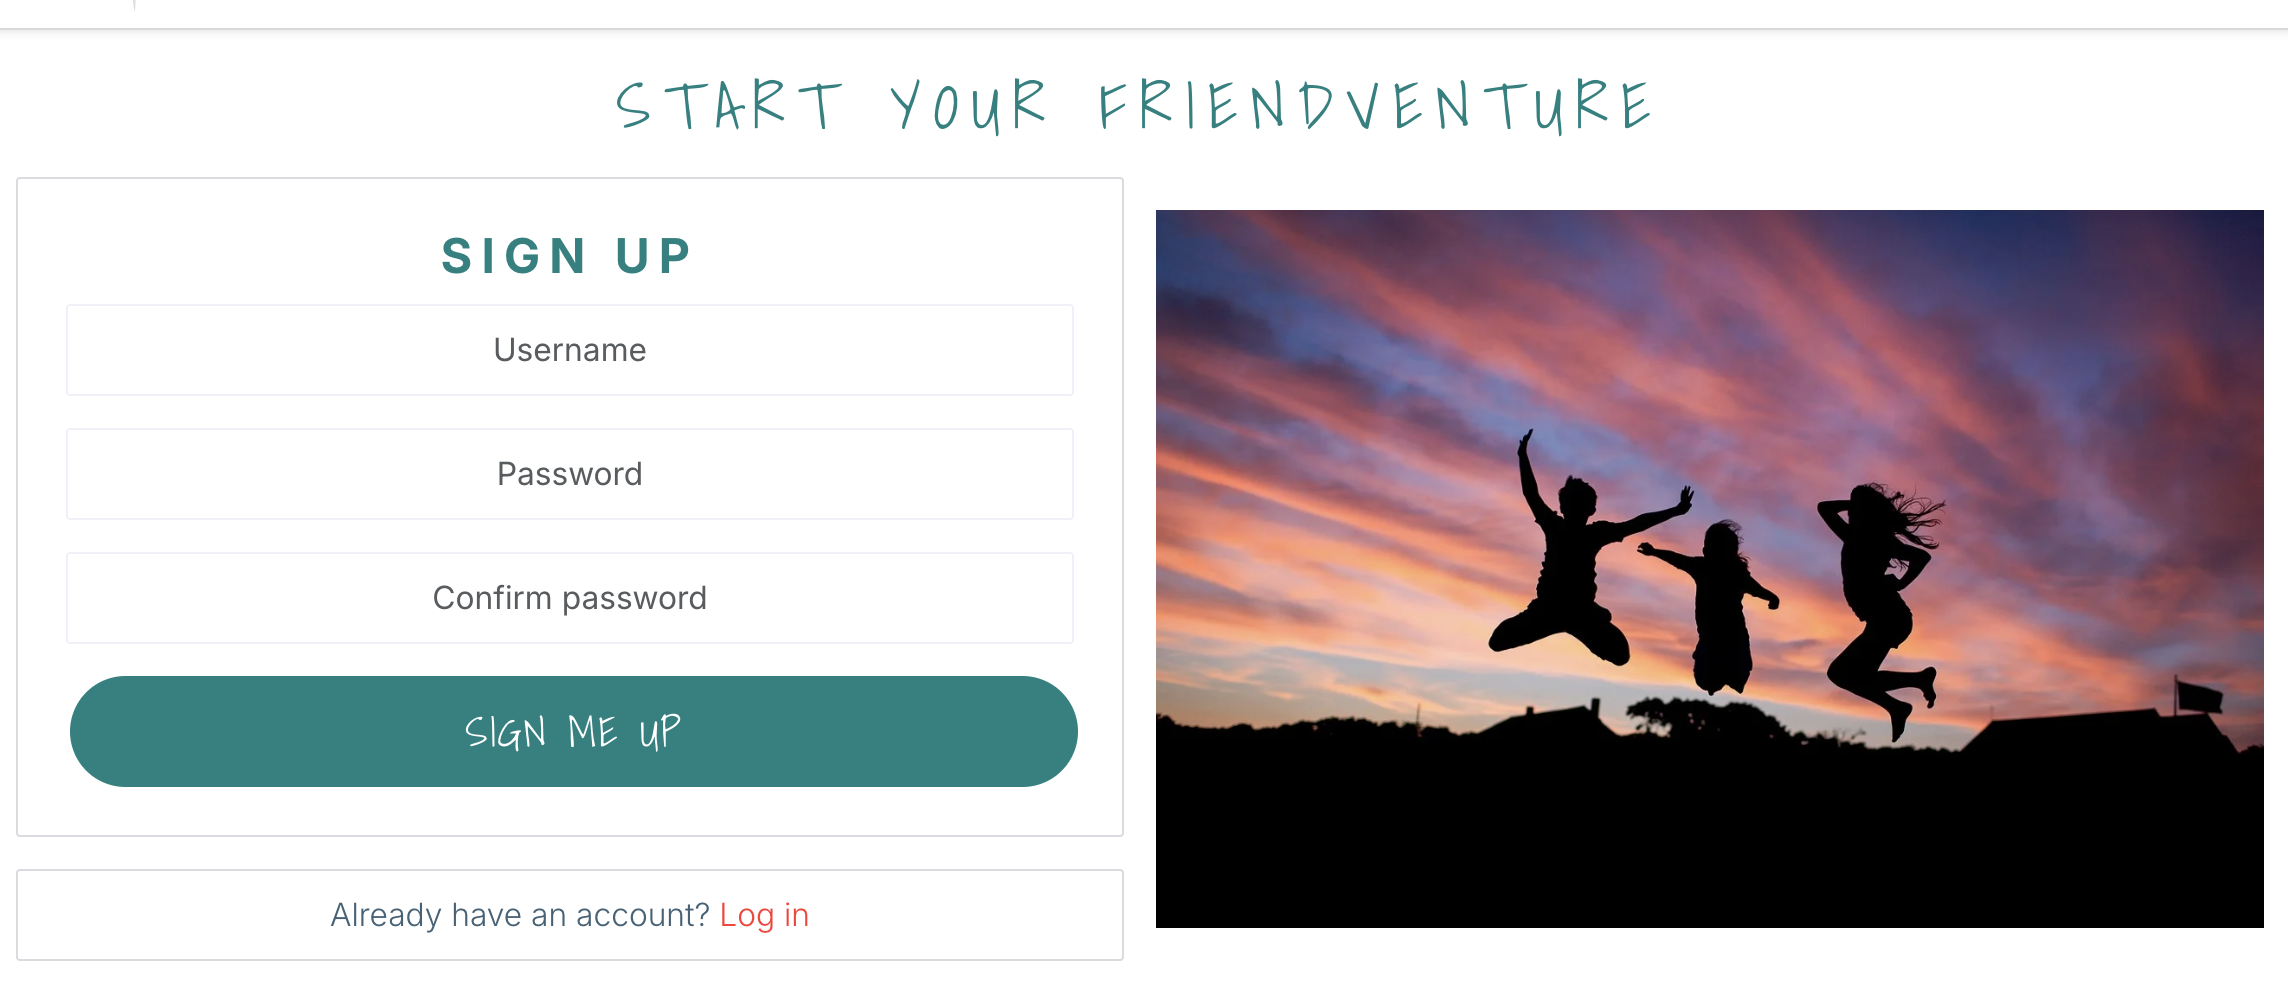 START YOUR FRIENDVENTURE
SIGN UP
Username
Password
Confirm password
SIGN ME UP
Already have an account? Log in